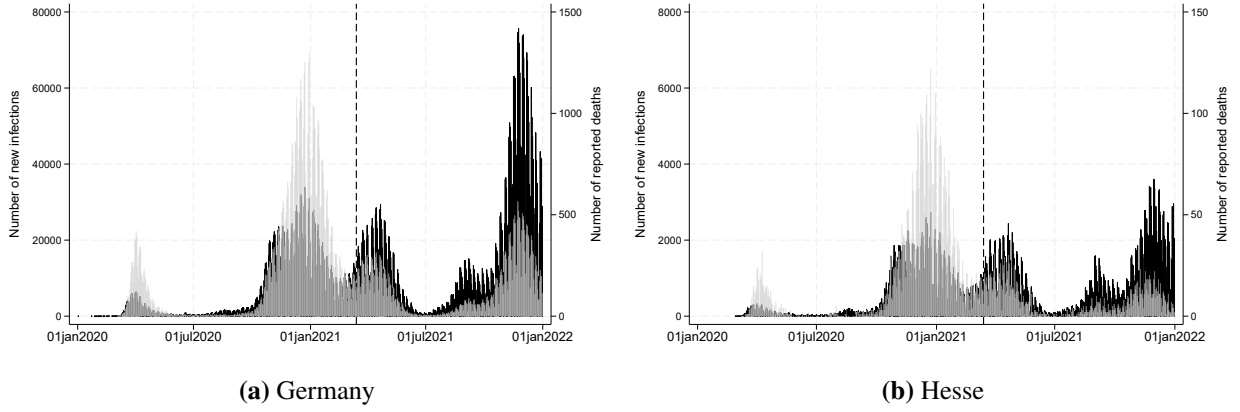 80000
60000
40000
20000
0
Number of new infections
1500
1000
500
0
Number of reported deaths
01jan2020
01jul2020
01jan2021
01jul2021
01jan2022
(a) Germany
8000
6000
4000
2000
0
Number of new infections
150
100
50
0
Number of reported deaths
01jan2020
01jul2020
01jan2021
01jul2021
01jan2022
(b) Hesse